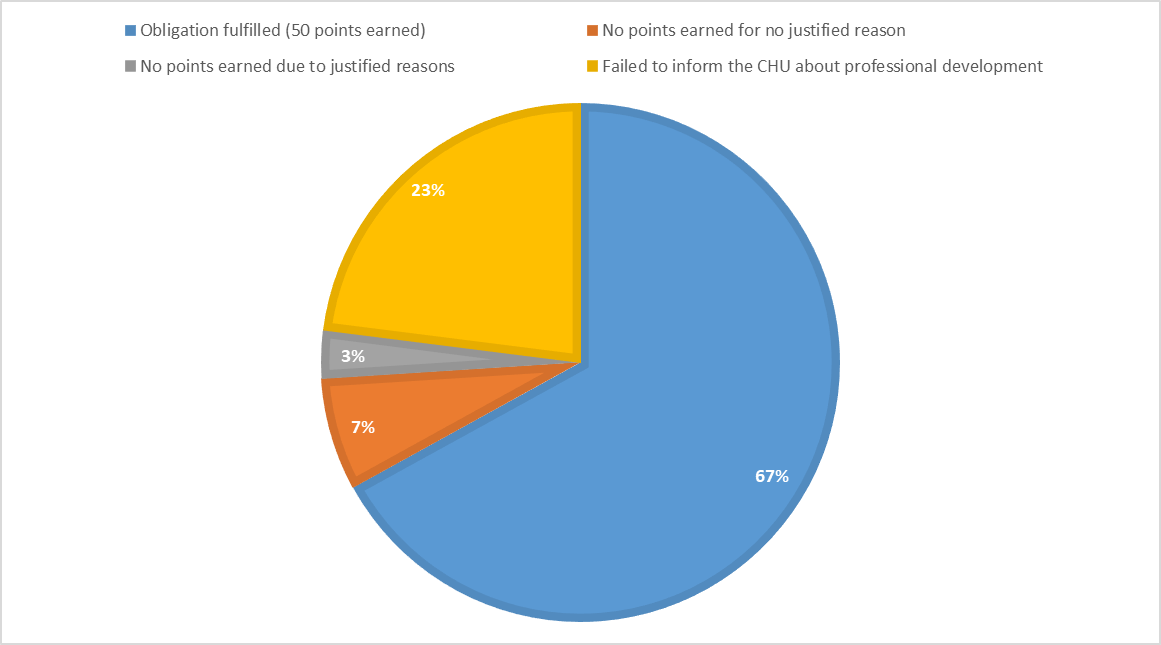 Obligation fulfilled (50 points earned)
No points earned for no justified reason
No points earned due to justified reasons
Failed to inform the CHU about professional development
23%
3%
7%
67%